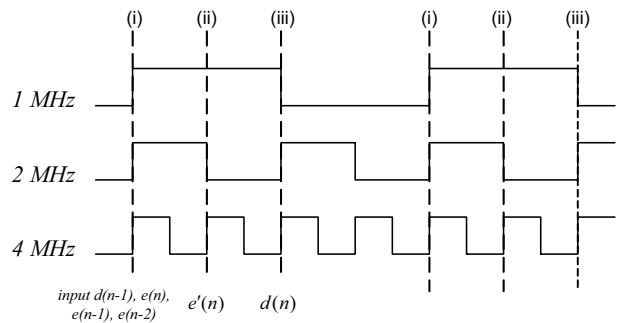 (i) (ii) (iii) (i) (ii) (iii)
1 MHz
2 MHz
4 MHz
input d(n-1), e(n), e'(n) d(n)
e(n-1), e(n-2)